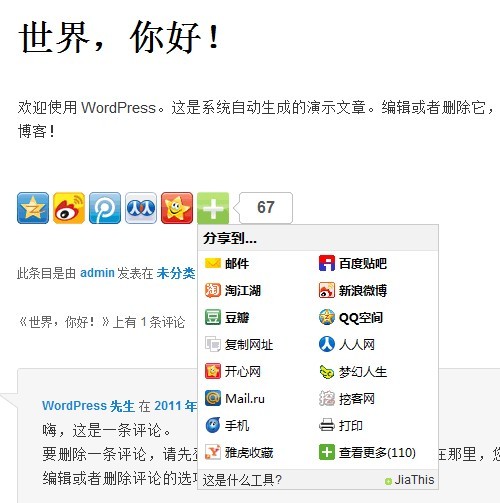 世界，你好！
欢迎使用 WordPress。这是系统自动生成的演示文章。编辑或者删除它，
博客！
67
分享到...
邮件 百度贴吧
淘江湖 新浪微博
豆瓣 QQ空间
复制网址 人人网
开心网 梦幻人生
Mail.ru 挖客网
手机 打印
雅虎收藏 查看更多(110)
这是什么工具? JiaThis
此条目是由 admin 发表在 未分类
《世界，你好！》上有 1 条评论
WordPress 先生 在 2011 年
嗨，这是一条评论。
要删除一条评论，请先 在那里，您
编辑或者删除评论的选项